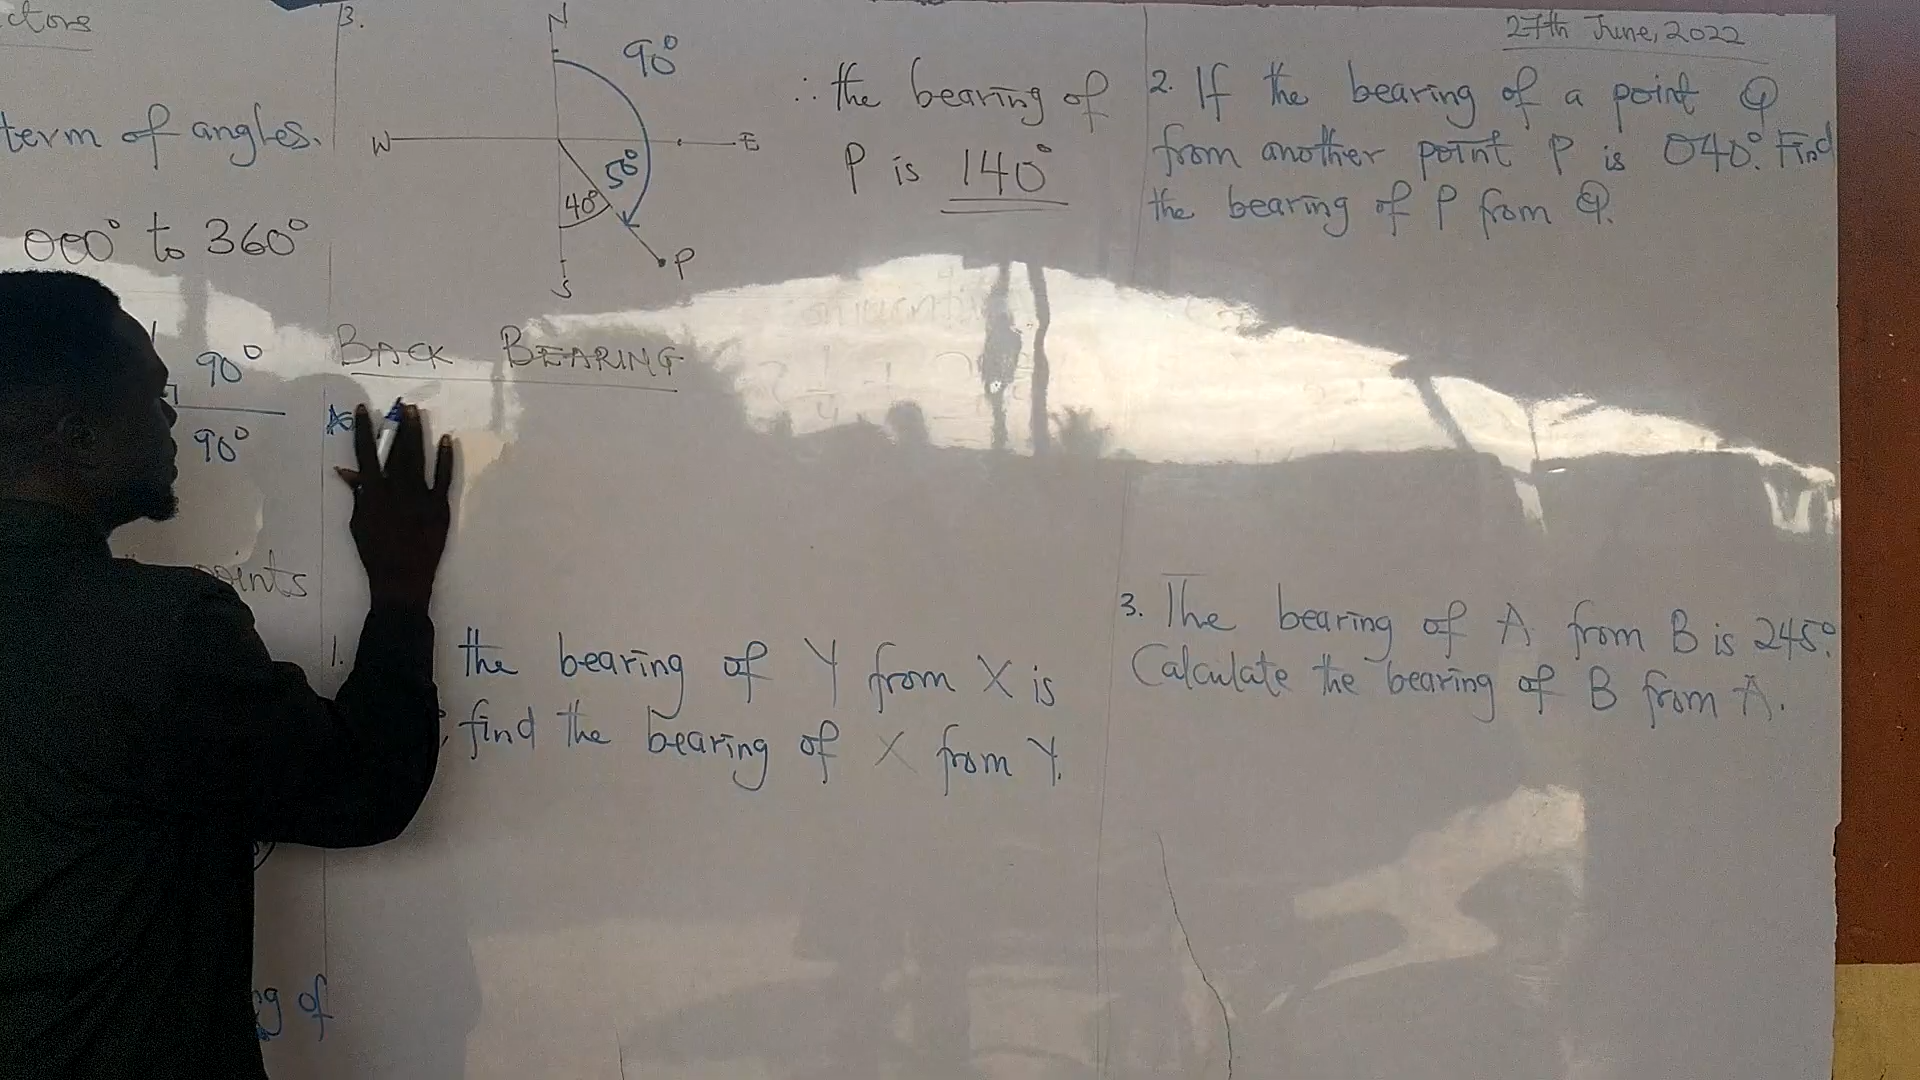 ctors
term of angles.
000° to 360°
90°
90°
oints
g of
3.
N
90°
W
E
50°
40°
P
S
∴ the bearing of
P is 140°
BACK BEARING
1.
the bearing of Y from X is
, find the bearing of X from Y.
27th June, 2022
2. If the bearing of a point Q
from another point P is 040°. Find
the bearing of P from Q.
3. The bearing of A from B is 245°.
Calculate the bearing of B from A.